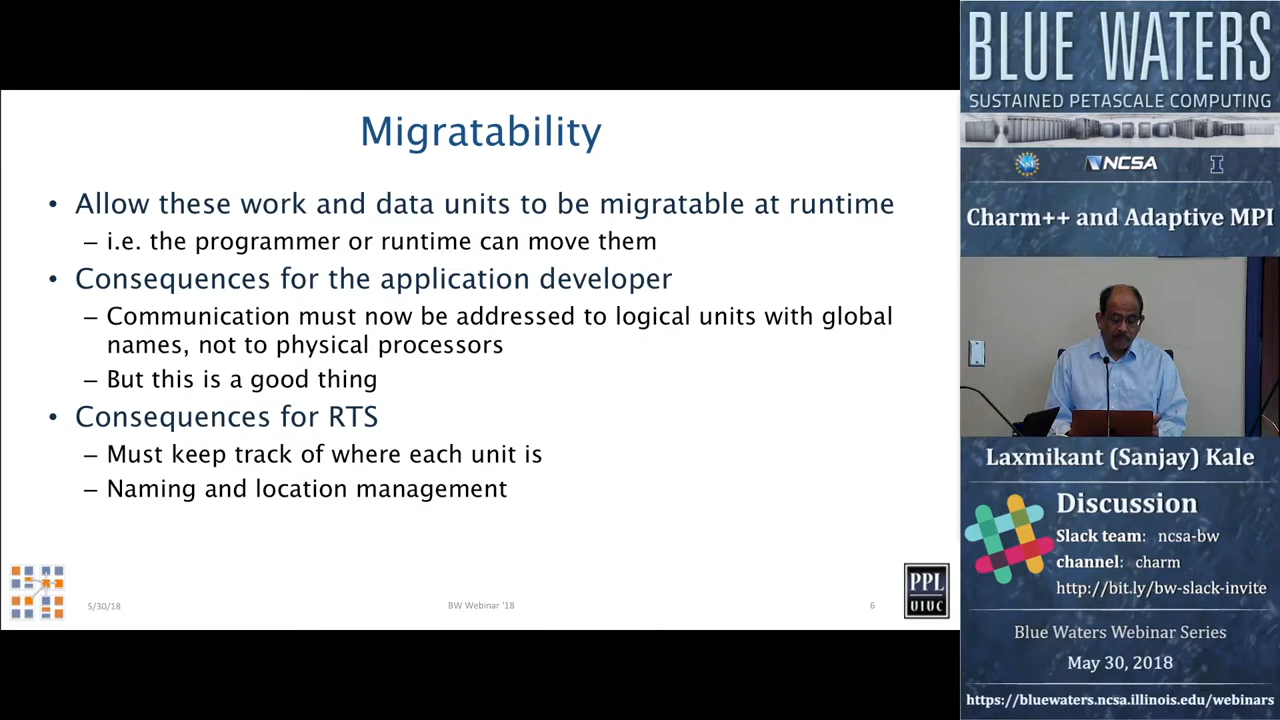 Migratability
• Allow these work and data units to be migratable at runtime
– i.e. the programmer or runtime can move them
• Consequences for the application developer
– Communication must now be addressed to logical units with global
names, not to physical processors
– But this is a good thing
• Consequences for RTS
– Must keep track of where each unit is
– Naming and location management
5/30/18
BW Webinar '18
6
PPL
UIUC
BLUE WATERS
SUSTAINED PETASCALE COMPUTING
NSF
NCSA
I
Charm++ and Adaptive MPI
Laxmikant (Sanjay) Kale
Discussion
Slack team: ncsa-bw
channel: charm
http://bit.ly/bw-slack-invite
Blue Waters Webinar Series
May 30, 2018
https://bluewaters.ncsa.illinois.edu/webinars